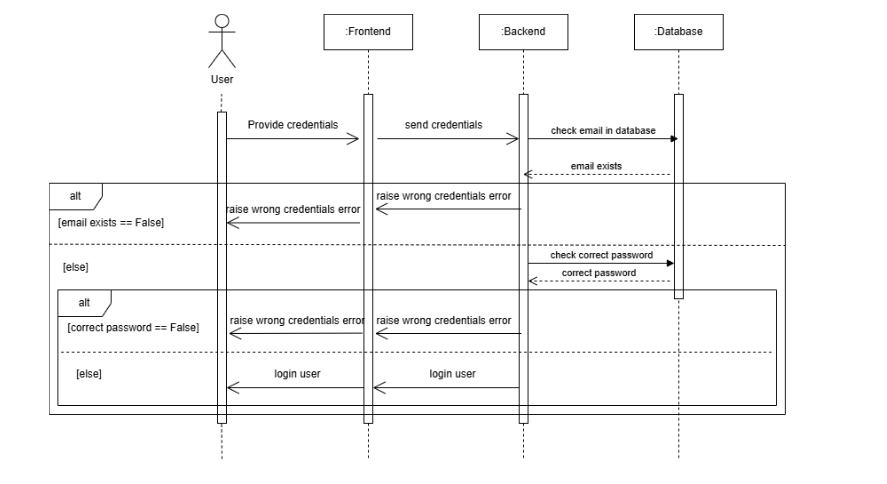 :Frontend
:Backend
:Database
User
Provide credentials
send credentials
check email in database
email exists
alt
raise wrong credentials error
raise wrong credentials error
[email exists == False]
check correct password
[else]
correct password
alt
[correct password == False]
raise wrong credentials error
raise wrong credentials error
[else]
login user
login user